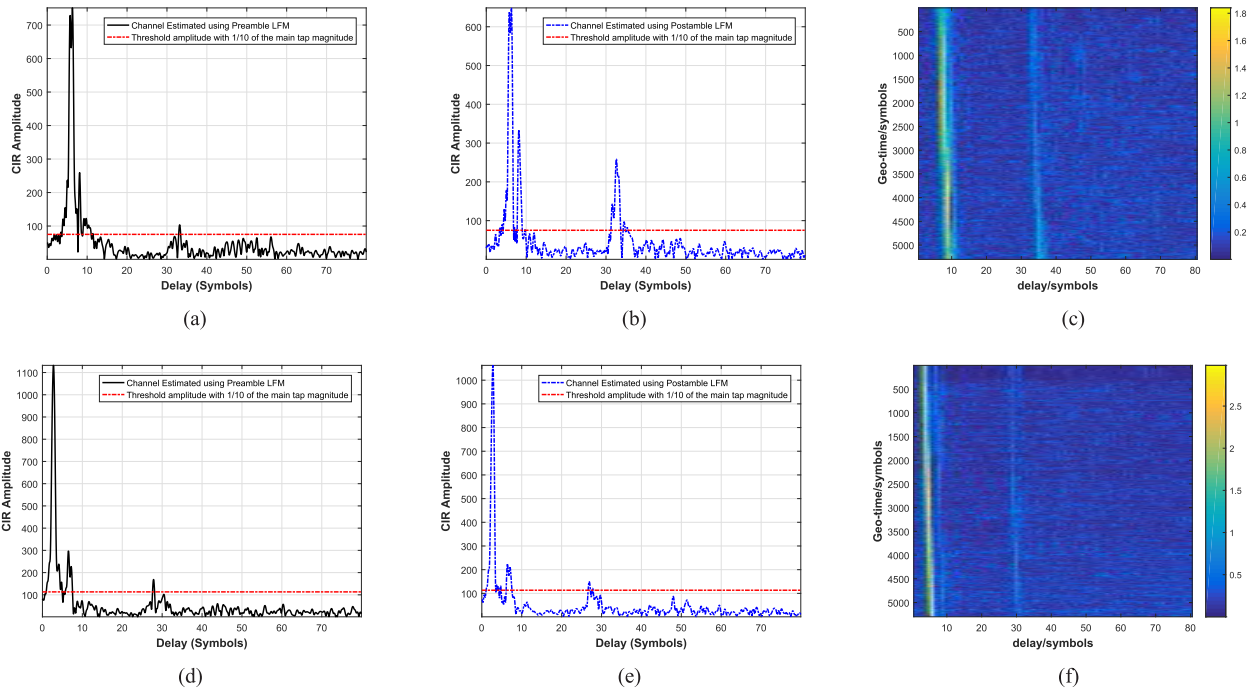 Channel Estimated using Preamble LFM
Threshold amplitude with 1/10 of the main tap magnitude
CIR Amplitude
700
600
500
400
300
200
100
0 10 20 30 40 50 60 70
Delay (Symbols)
(a)
Channel Estimated using Postamble LFM
Threshold amplitude with 1/10 of the main tap magnitude
CIR Amplitude
600
500
400
300
200
100
0 10 20 30 40 50 60 70
Delay (Symbols)
(b)
Geo-time/symbols
500
1000
1500
2000
2500
3000
3500
4000
4500
5000
10 20 30 40 50 60 70 80
delay/symbols
1.8
1.6
1.4
1.2
1
0.8
0.6
0.4
0.2
(c)
Channel Estimated using Preamble LFM
Threshold amplitude with 1/10 of the main tap magnitude
CIR Amplitude
1100
1000
900
800
700
600
500
400
300
200
100
0 10 20 30 40 50 60 70
Delay (Symbols)
(d)
Channel Estimated using Postamble LFM
Threshold amplitude with 1/10 of the main tap magnitude
CIR Amplitude
1000
900
800
700
600
500
400
300
200
100
0 10 20 30 40 50 60 70
Delay (Symbols)
(e)
Geo-time/symbols
500
1000
1500
2000
2500
3000
3500
4000
4500
5000
10 20 30 40 50 60 70 80
delay/symbols
2.5
2
1.5
1
0.5
(f)